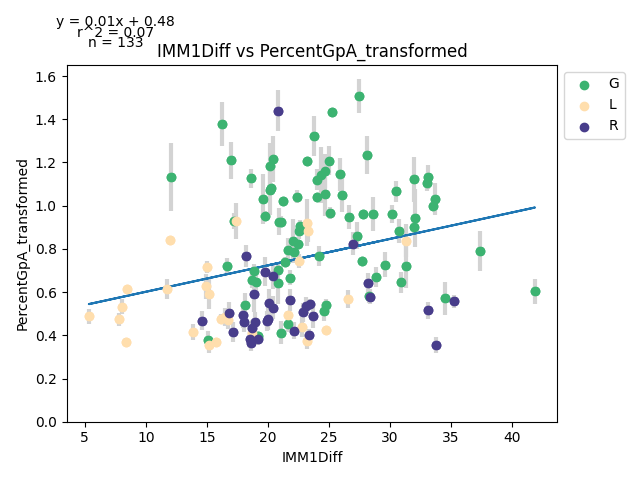 y = 0.01x + 0.48
r^2 = 0.07
n = 133
IMM1Diff vs PercentGpA_transformed
1.6
1.4
1.2
1.0
0.8
0.6
0.4
0.2
0.0
PercentGpA_transformed
5 10 15 20 25 30 35 40
IMM1Diff
G
L
R